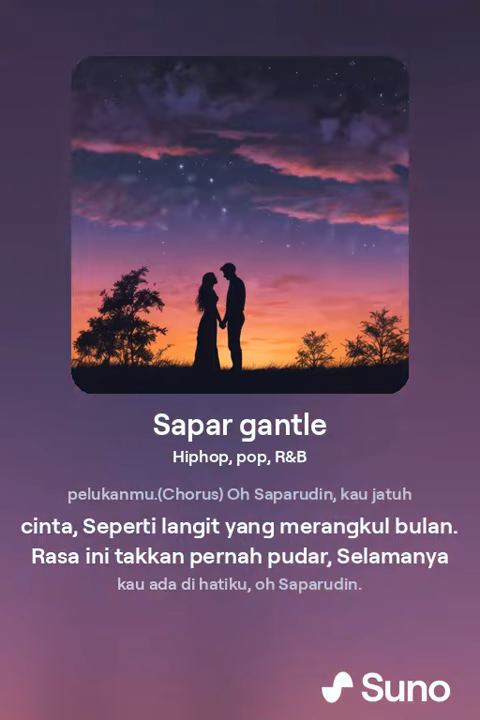 Sapar gantle
Hiphop, pop, R&B
pelukanmu.(Chorus) Oh Saparudin, kau jatuh
cinta, Seperti langit yang merangkul bulan.
Rasa ini takkan pernah pudar, Selamanya
kau ada di hatiku, oh Saparudin.
Suno